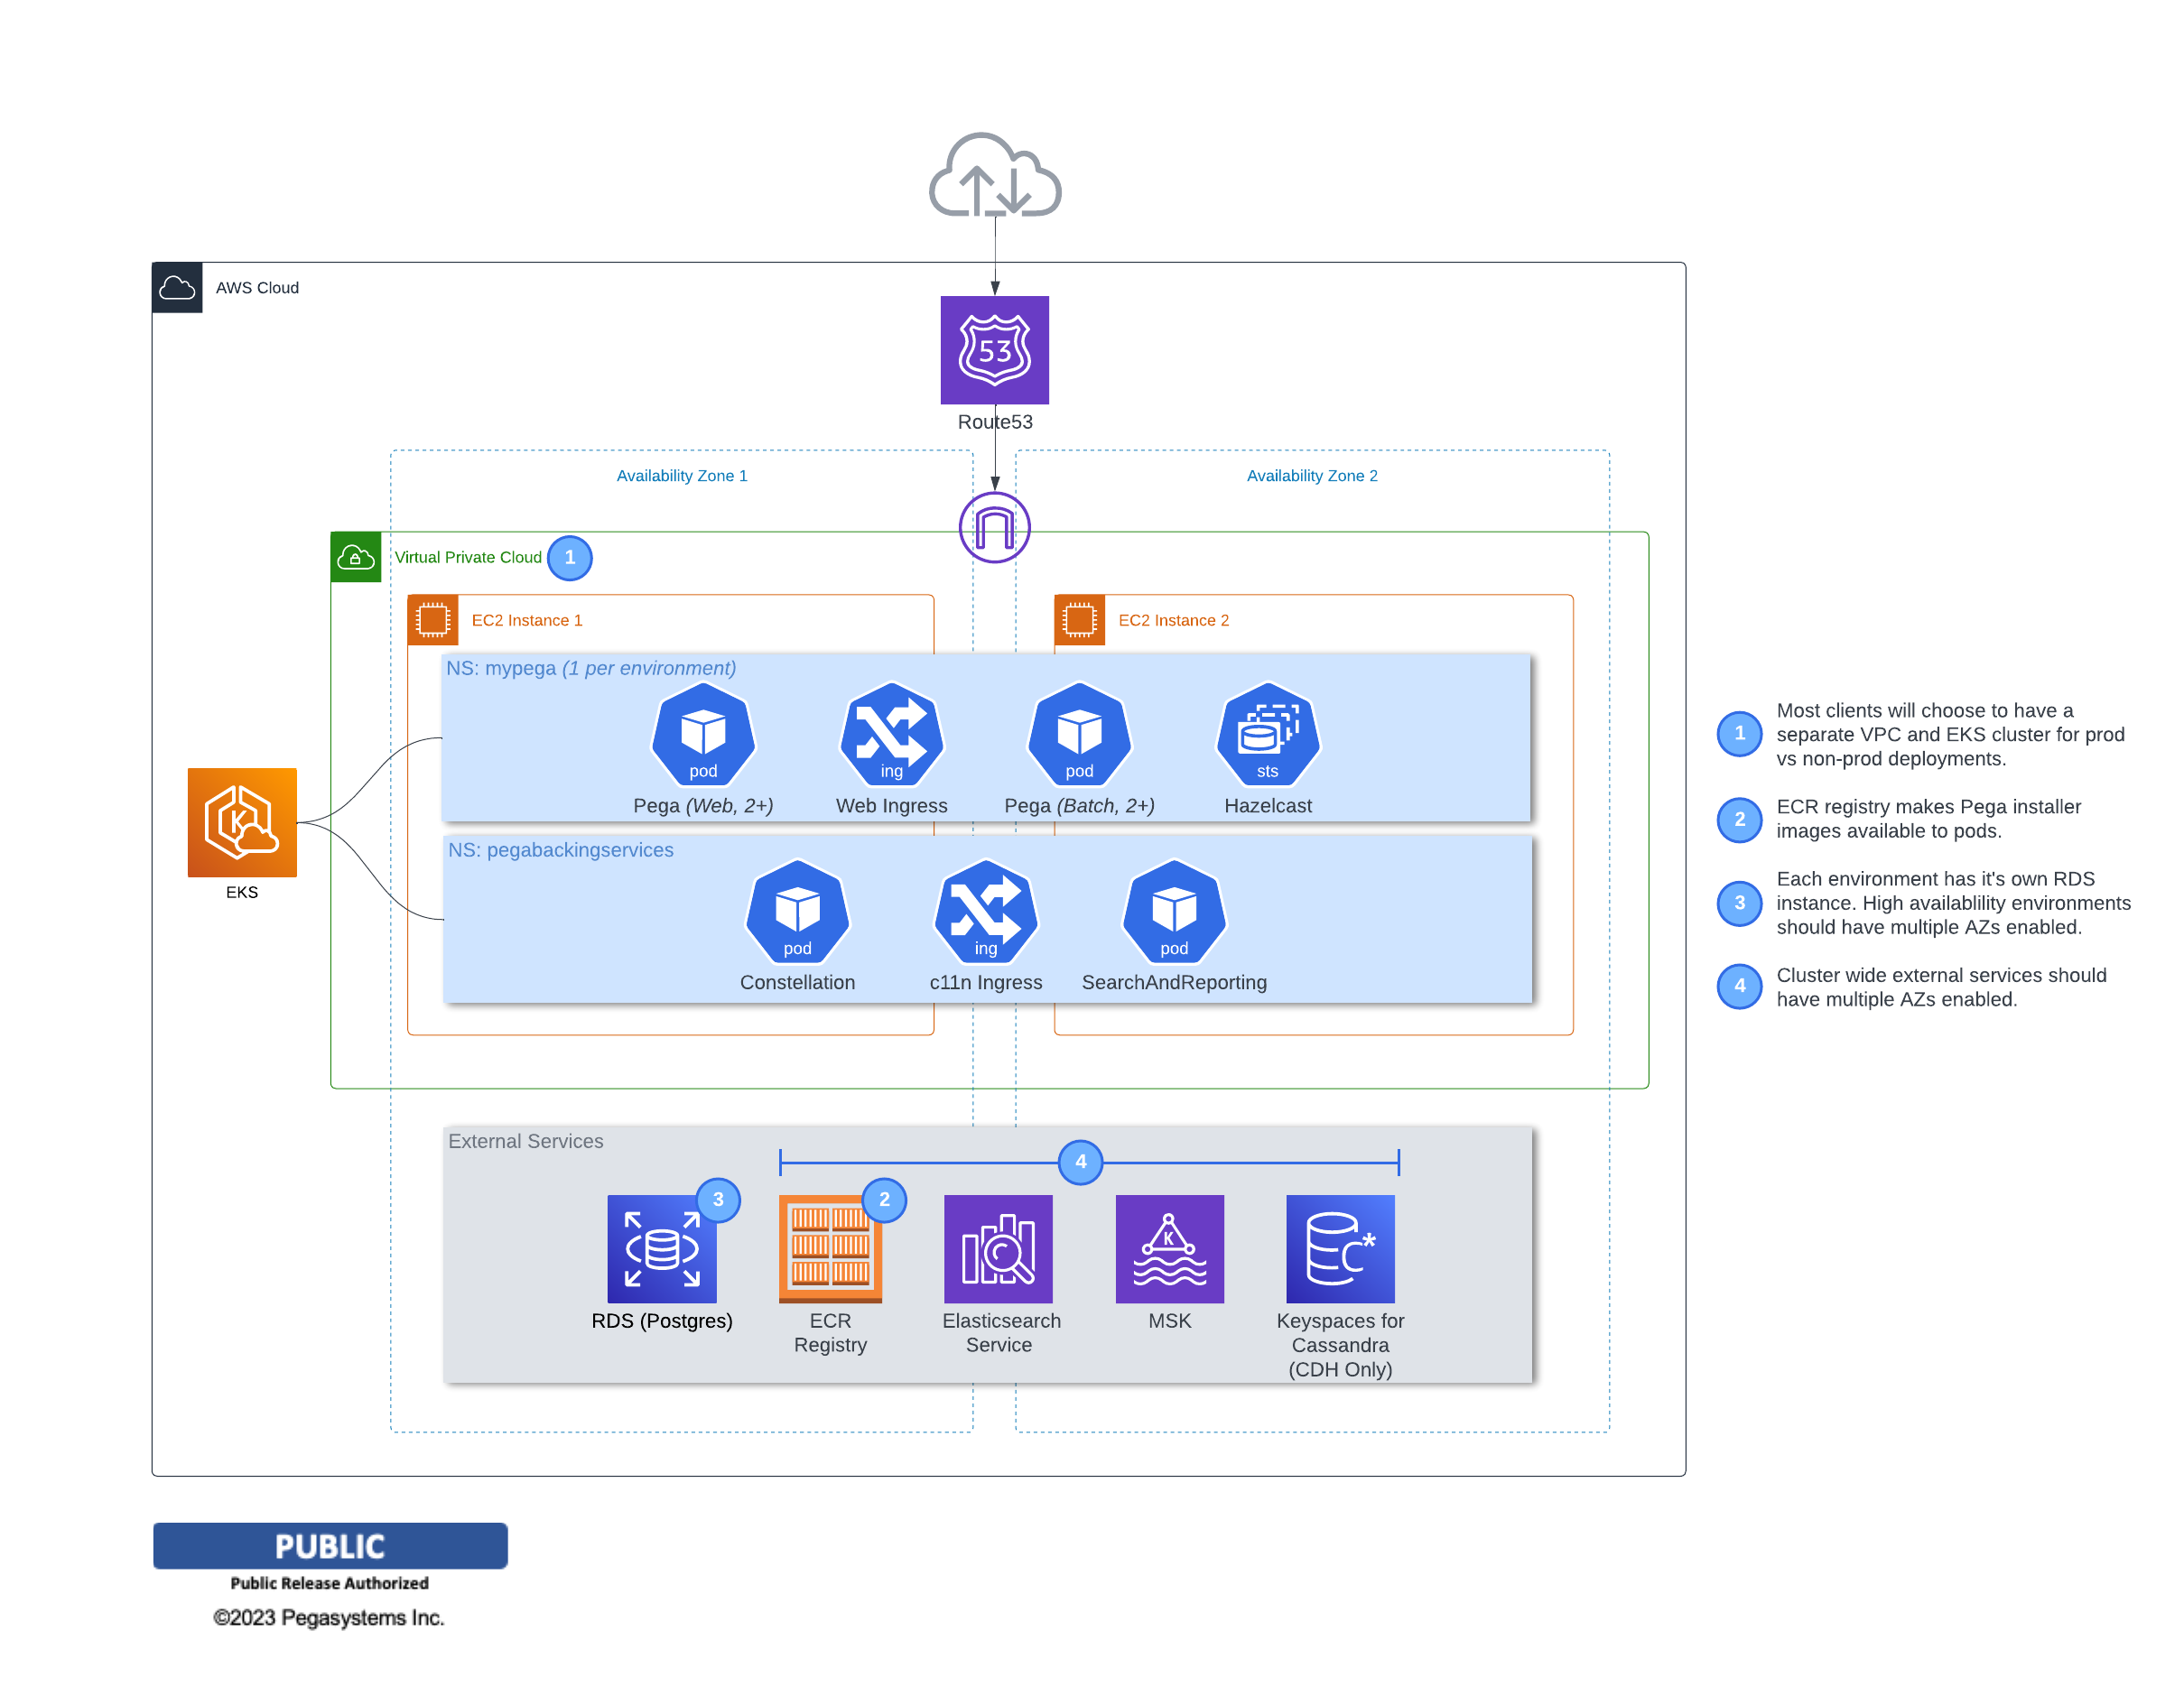 AWS Cloud
53
Route53
Availability Zone 1
Availability Zone 2
Virtual Private Cloud
1
EC2 Instance 1
EC2 Instance 2
NS: mypega (1 per environment)
pod
ing
pod
sts
Pega (Web, 2+)
Web Ingress
Pega (Batch, 2+)
Hazelcast
K
EKS
NS: pegabackingservices
pod
ing
pod
Constellation
c11n Ingress
SearchAndReporting
External Services
4
3
2
K
C*
RDS (Postgres)
ECR
Registry
Elasticsearch
Service
MSK
Keyspaces for
Cassandra
(CDH Only)
1
Most clients will choose to have a
separate VPC and EKS cluster for prod
vs non-prod deployments.
2
ECR registry makes Pega installer
images available to pods.
3
Each environment has it's own RDS
instance. High availablility environments
should have multiple AZs enabled.
4
Cluster wide external services should
have multiple AZs enabled.
PUBLIC
Public Release Authorized
©2023 Pegasystems Inc.